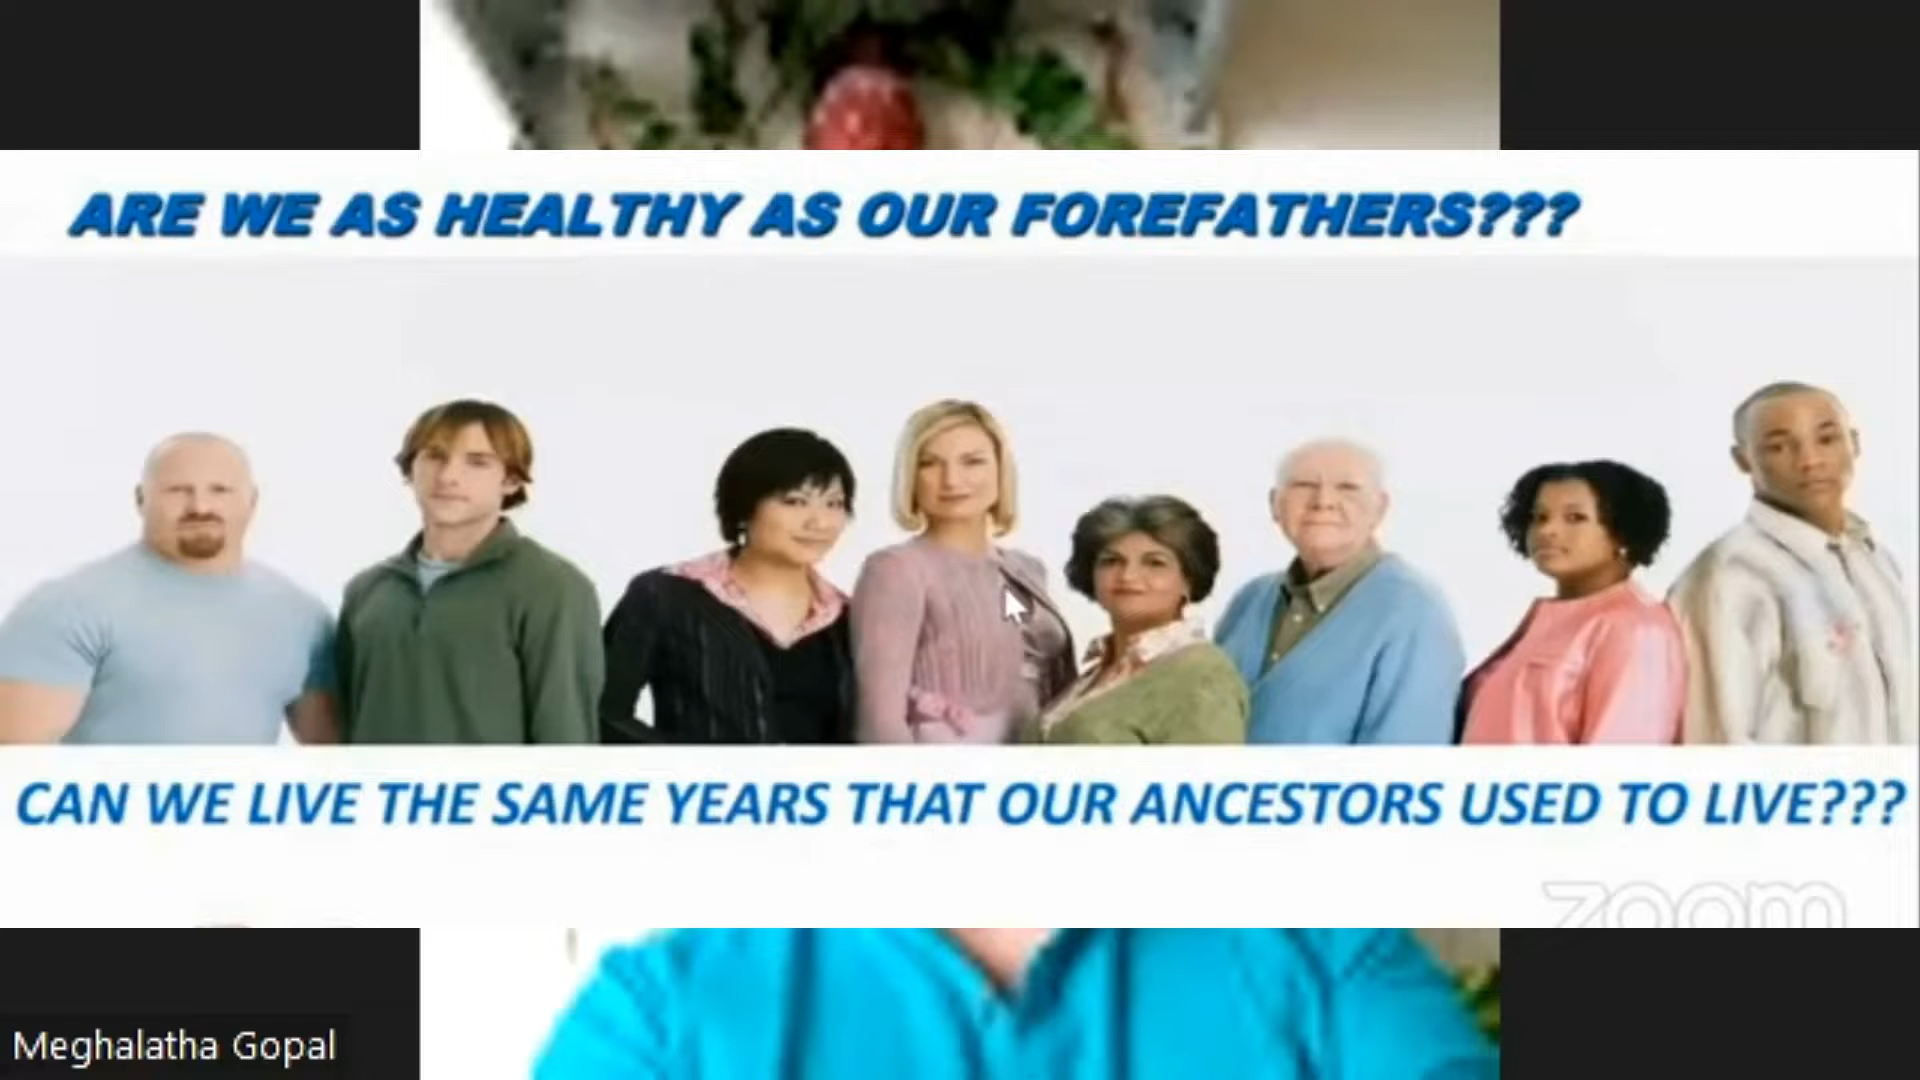 ARE WE AS HEALTHY AS OUR FOREFATHERS???
CAN WE LIVE THE SAME YEARS THAT OUR ANCESTORS USED TO LIVE???
zoom
Meghalatha Gopal